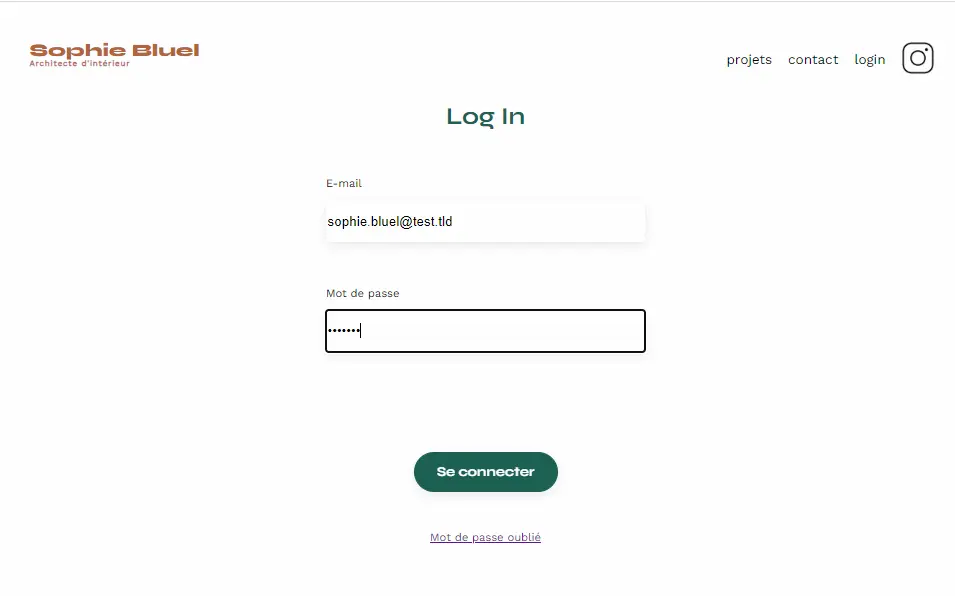 Sophie Bluel
Architecte d'intérieur
projets contact login
Log In
E-mail
sophie.bluel@test.tld
Mot de passe
•••••••
Se connecter
Mot de passe oublié